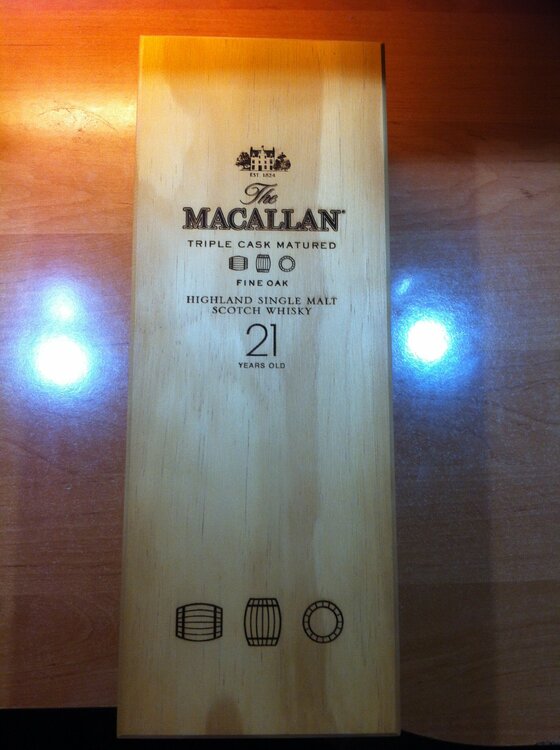 EST 1824
The
MACALLAN
TRIPLE CASK MATURED
FINE OAK
HIGHLAND SINGLE MALT
SCOTCH WHISKY
21
YEARS OLD